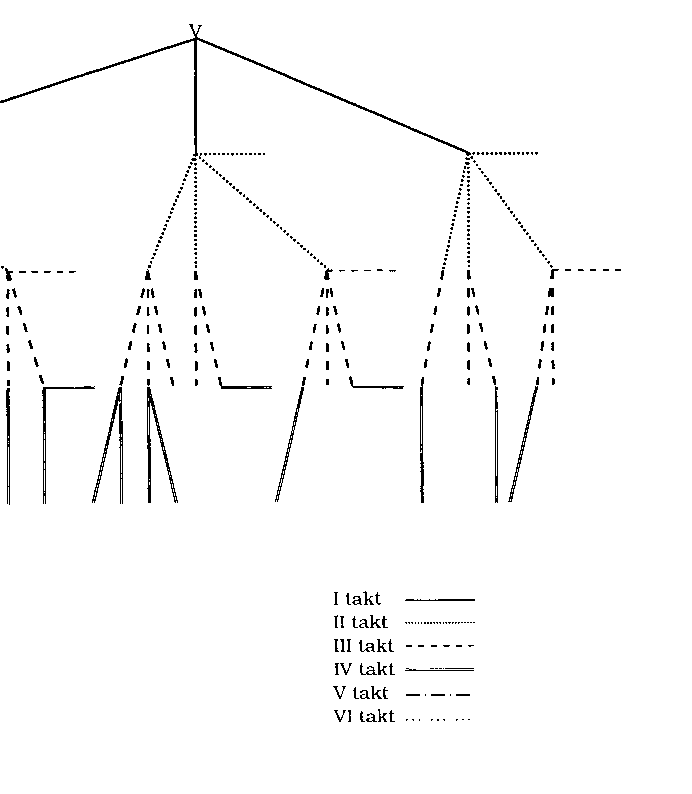 V
I takt
II takt
III takt
IV takt
V takt
VI takt